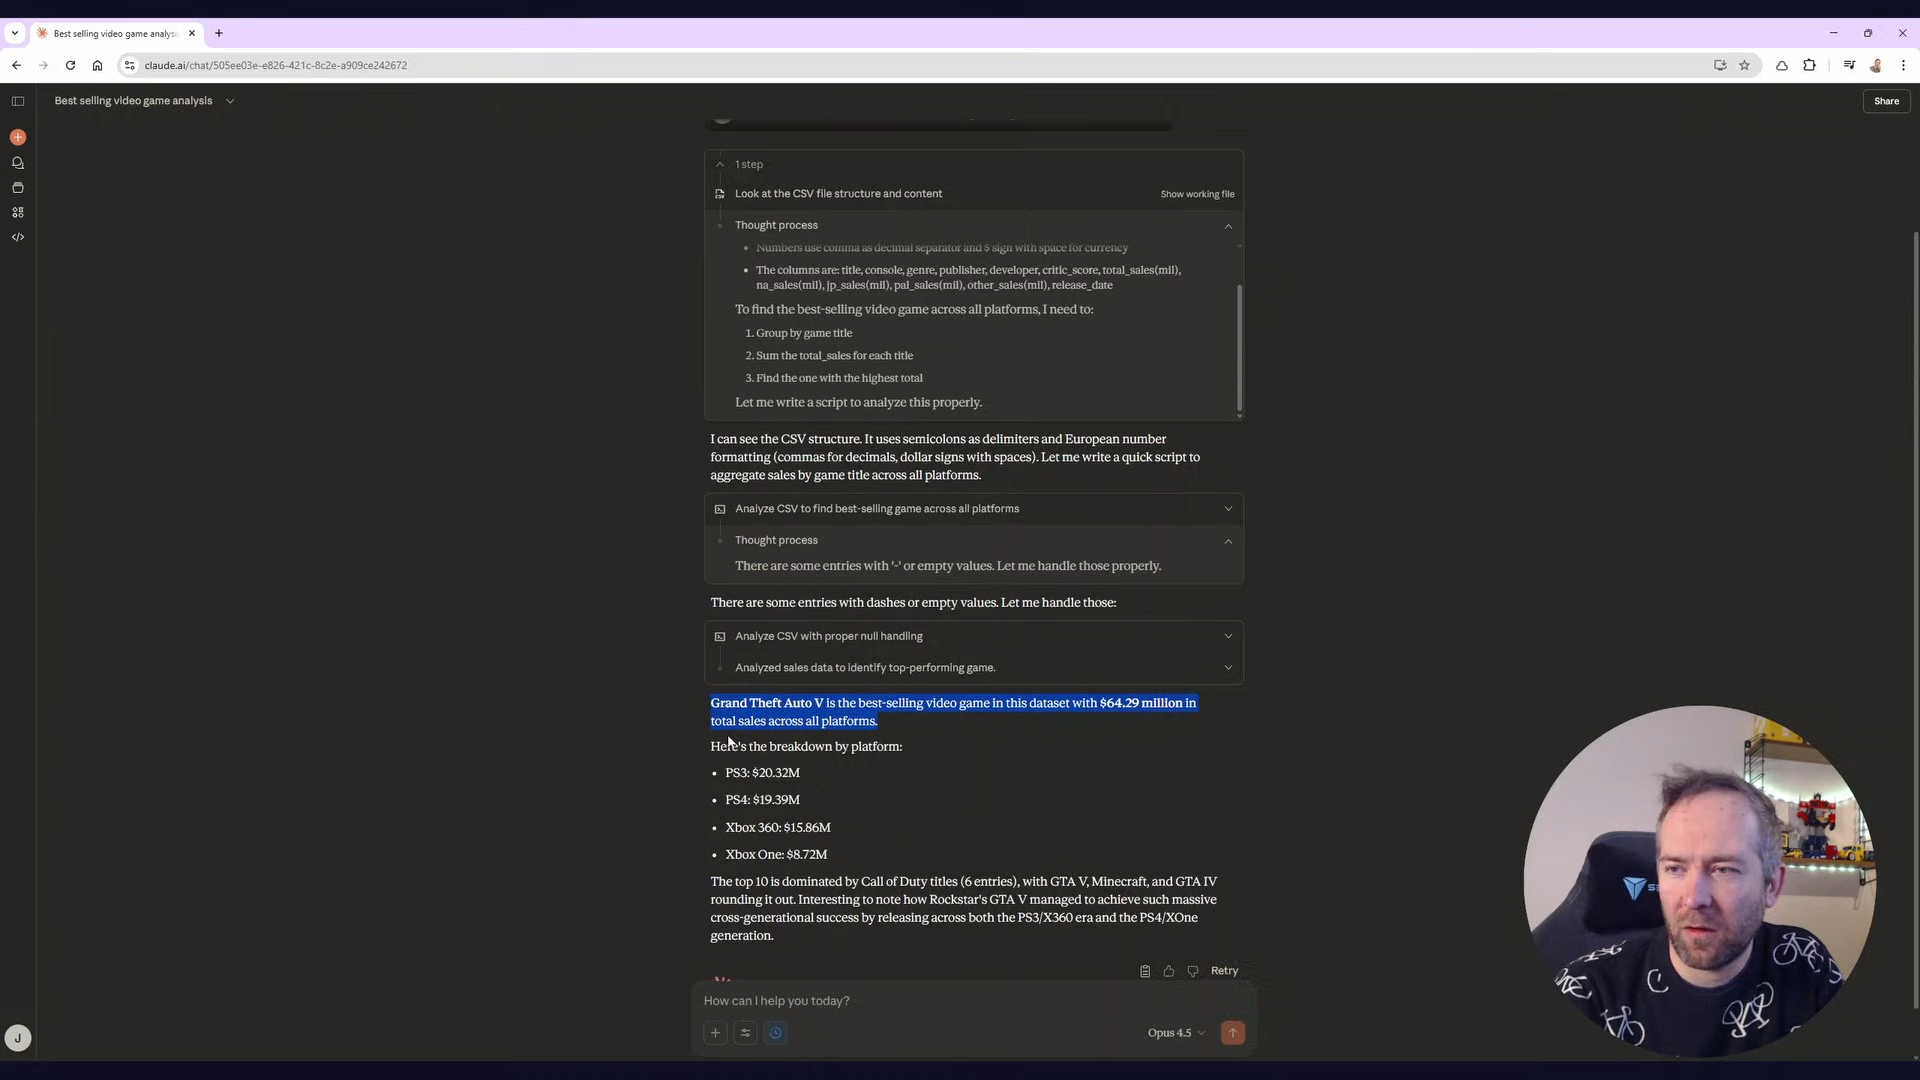 Best selling video game analysis
claude.ai/chat/505ee03e-e826-421c-8c2e-a909ce242672
Best selling video game analysis
Share
1 step
Look at the CSV file structure and content
Show working file
Thought process
• Numbers use comma as decimal separator and $ sign with space for currency
• The columns are: title, console, genre, publisher, developer, critic_score, total_sales(mil),
na_sales(mil), jp_sales(mil), pal_sales(mil), other_sales(mil), release_date
To find the best-selling video game across all platforms, I need to:
1. Group by game title
2. Sum the total_sales for each title
3. Find the one with the highest total
Let me write a script to analyze this properly.
I can see the CSV structure. It uses semicolons as delimiters and European number
formatting (commas for decimals, dollar signs with spaces). Let me write a quick script to
aggregate sales by game title across all platforms.
Analyze CSV to find best-selling game across all platforms
Thought process
There are some entries with '-' or empty values. Let me handle those properly.
There are some entries with dashes or empty values. Let me handle those:
Analyze CSV with proper null handling
Analyzed sales data to identify top-performing game.
Grand Theft Auto V is the best-selling video game in this dataset with $64.29 million in
total sales across all platforms.
Here's the breakdown by platform:
• PS3: $20.32M
• PS4: $19.39M
• Xbox 360: $15.86M
• Xbox One: $8.72M
The top 10 is dominated by Call of Duty titles (6 entries), with GTA V, Minecraft, and GTA IV
rounding it out. Interesting to note how Rockstar's GTA V managed to achieve such massive
cross-generational success by releasing across both the PS3/X360 era and the PS4/XOne
generation.
Retry
How can I help you today?
Opus 4.5
J